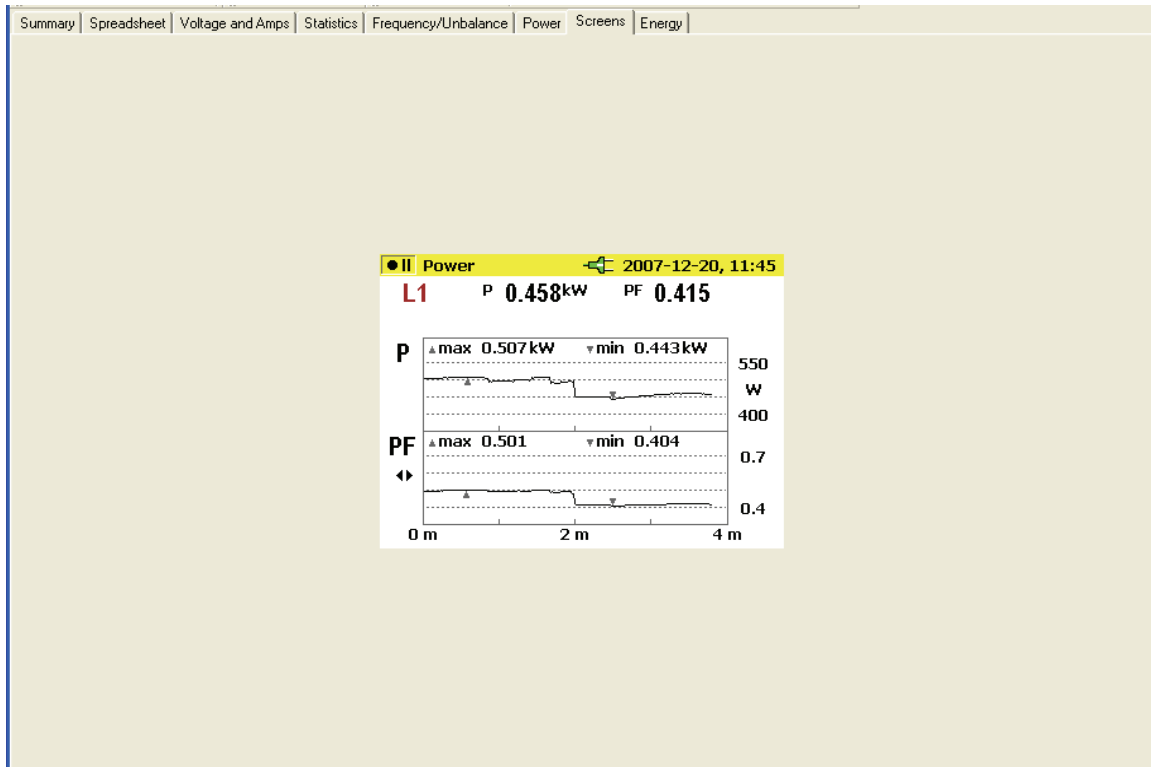 Summary Spreadsheet Voltage and Amps Statistics Frequency/Unbalance Power Screens Energy
Power 2007-12-20, 11:45
L1 P 0.458kW PF 0.415
P max 0.507kW min 0.443kW
550
W
400
PF max 0.501 min 0.404
0.7
0.4
0 m 2 m 4 m